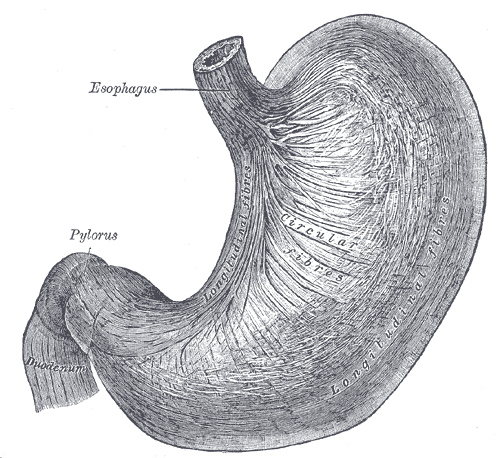 Esophagus
Longitudinal fibres
Circular
fibres
Longitudinal fibres
Pylorus
Duodenum